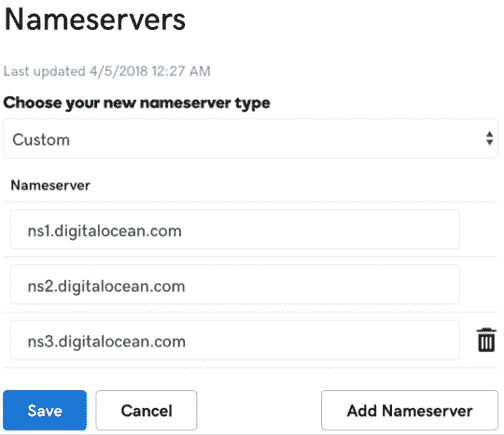 Nameservers
Last updated 4/5/2018 12:27 AM
Choose your new nameserver type
Custom
Nameserver
ns1.digitalocean.com
ns2.digitalocean.com
ns3.digitalocean.com
Save Cancel Add Nameserver